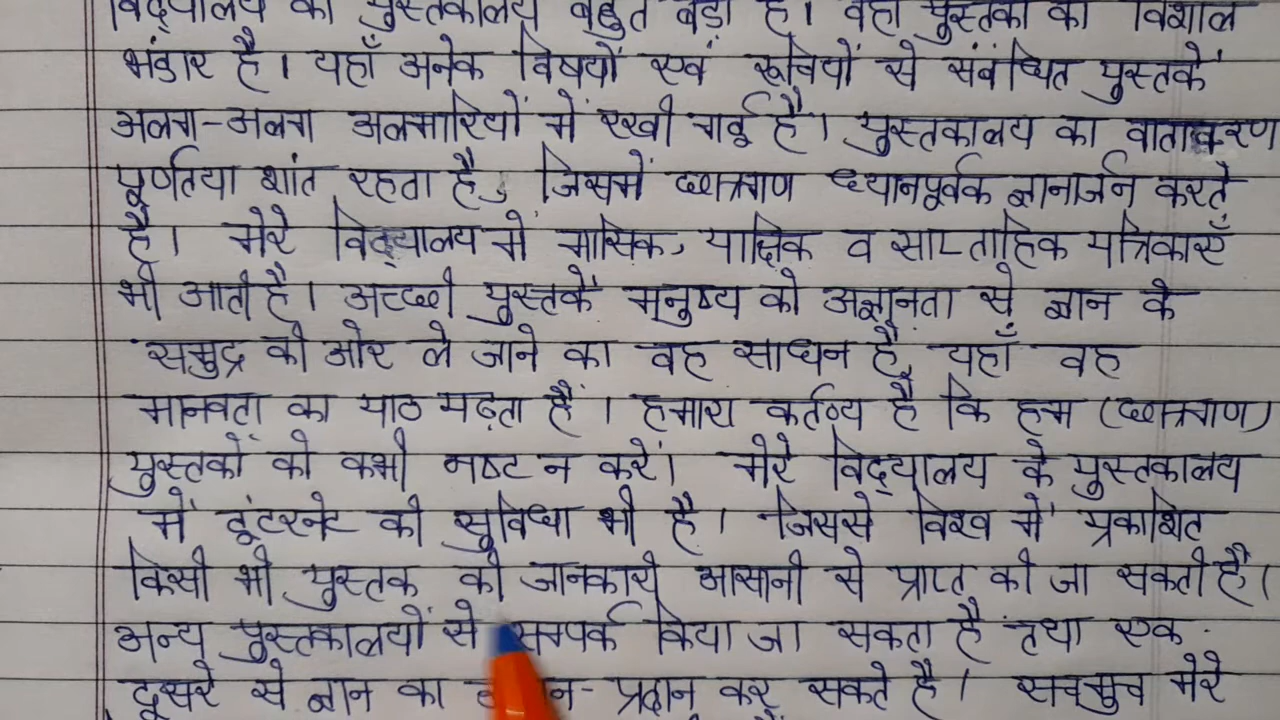 विद्यालय का पुस्तकालय बहुत बड़ा है। वहाँ पुस्तकों का विशाल
भंडार है। यहाँ अनेक विषयों एवं रूचियों से संबंधित पुस्तकें
अलग-अलग अलमारियों में रखी गई है। पुस्तकालय का वातावरण
पूर्णतया शांत रहता है, जिसमें छात्रगण ध्यानपूर्वक ज्ञानार्जन करते
है। मेरे विद्यालय में मासिक, पाक्षिक व साप्ताहिक पत्रिकाएँ
भी आती है। अच्छी पुस्तकें मनुष्य को अज्ञानता से ज्ञान के
समुद्र की ओर ले जाने का वह साधन है, यहाँ वह
मानवता का पाठ पढ़ता है। हमारा कर्तव्य है कि हम (छात्रगण)
पुस्तकों को कभी नष्ट न करें। मेरे विद्यालय के पुस्तकालय
में इंटरनेट की सुविधा भी है। जिससे विश्व में प्रकाशित
किसी भी पुस्तक की जानकारी आसानी से प्राप्त की जा सकती है।
अन्य पुस्तकालयों से सम्पर्क किया जा सकता है तथा एक
दूसरे से ज्ञान का प्रदान कर सकते है। सचमुच मेरे